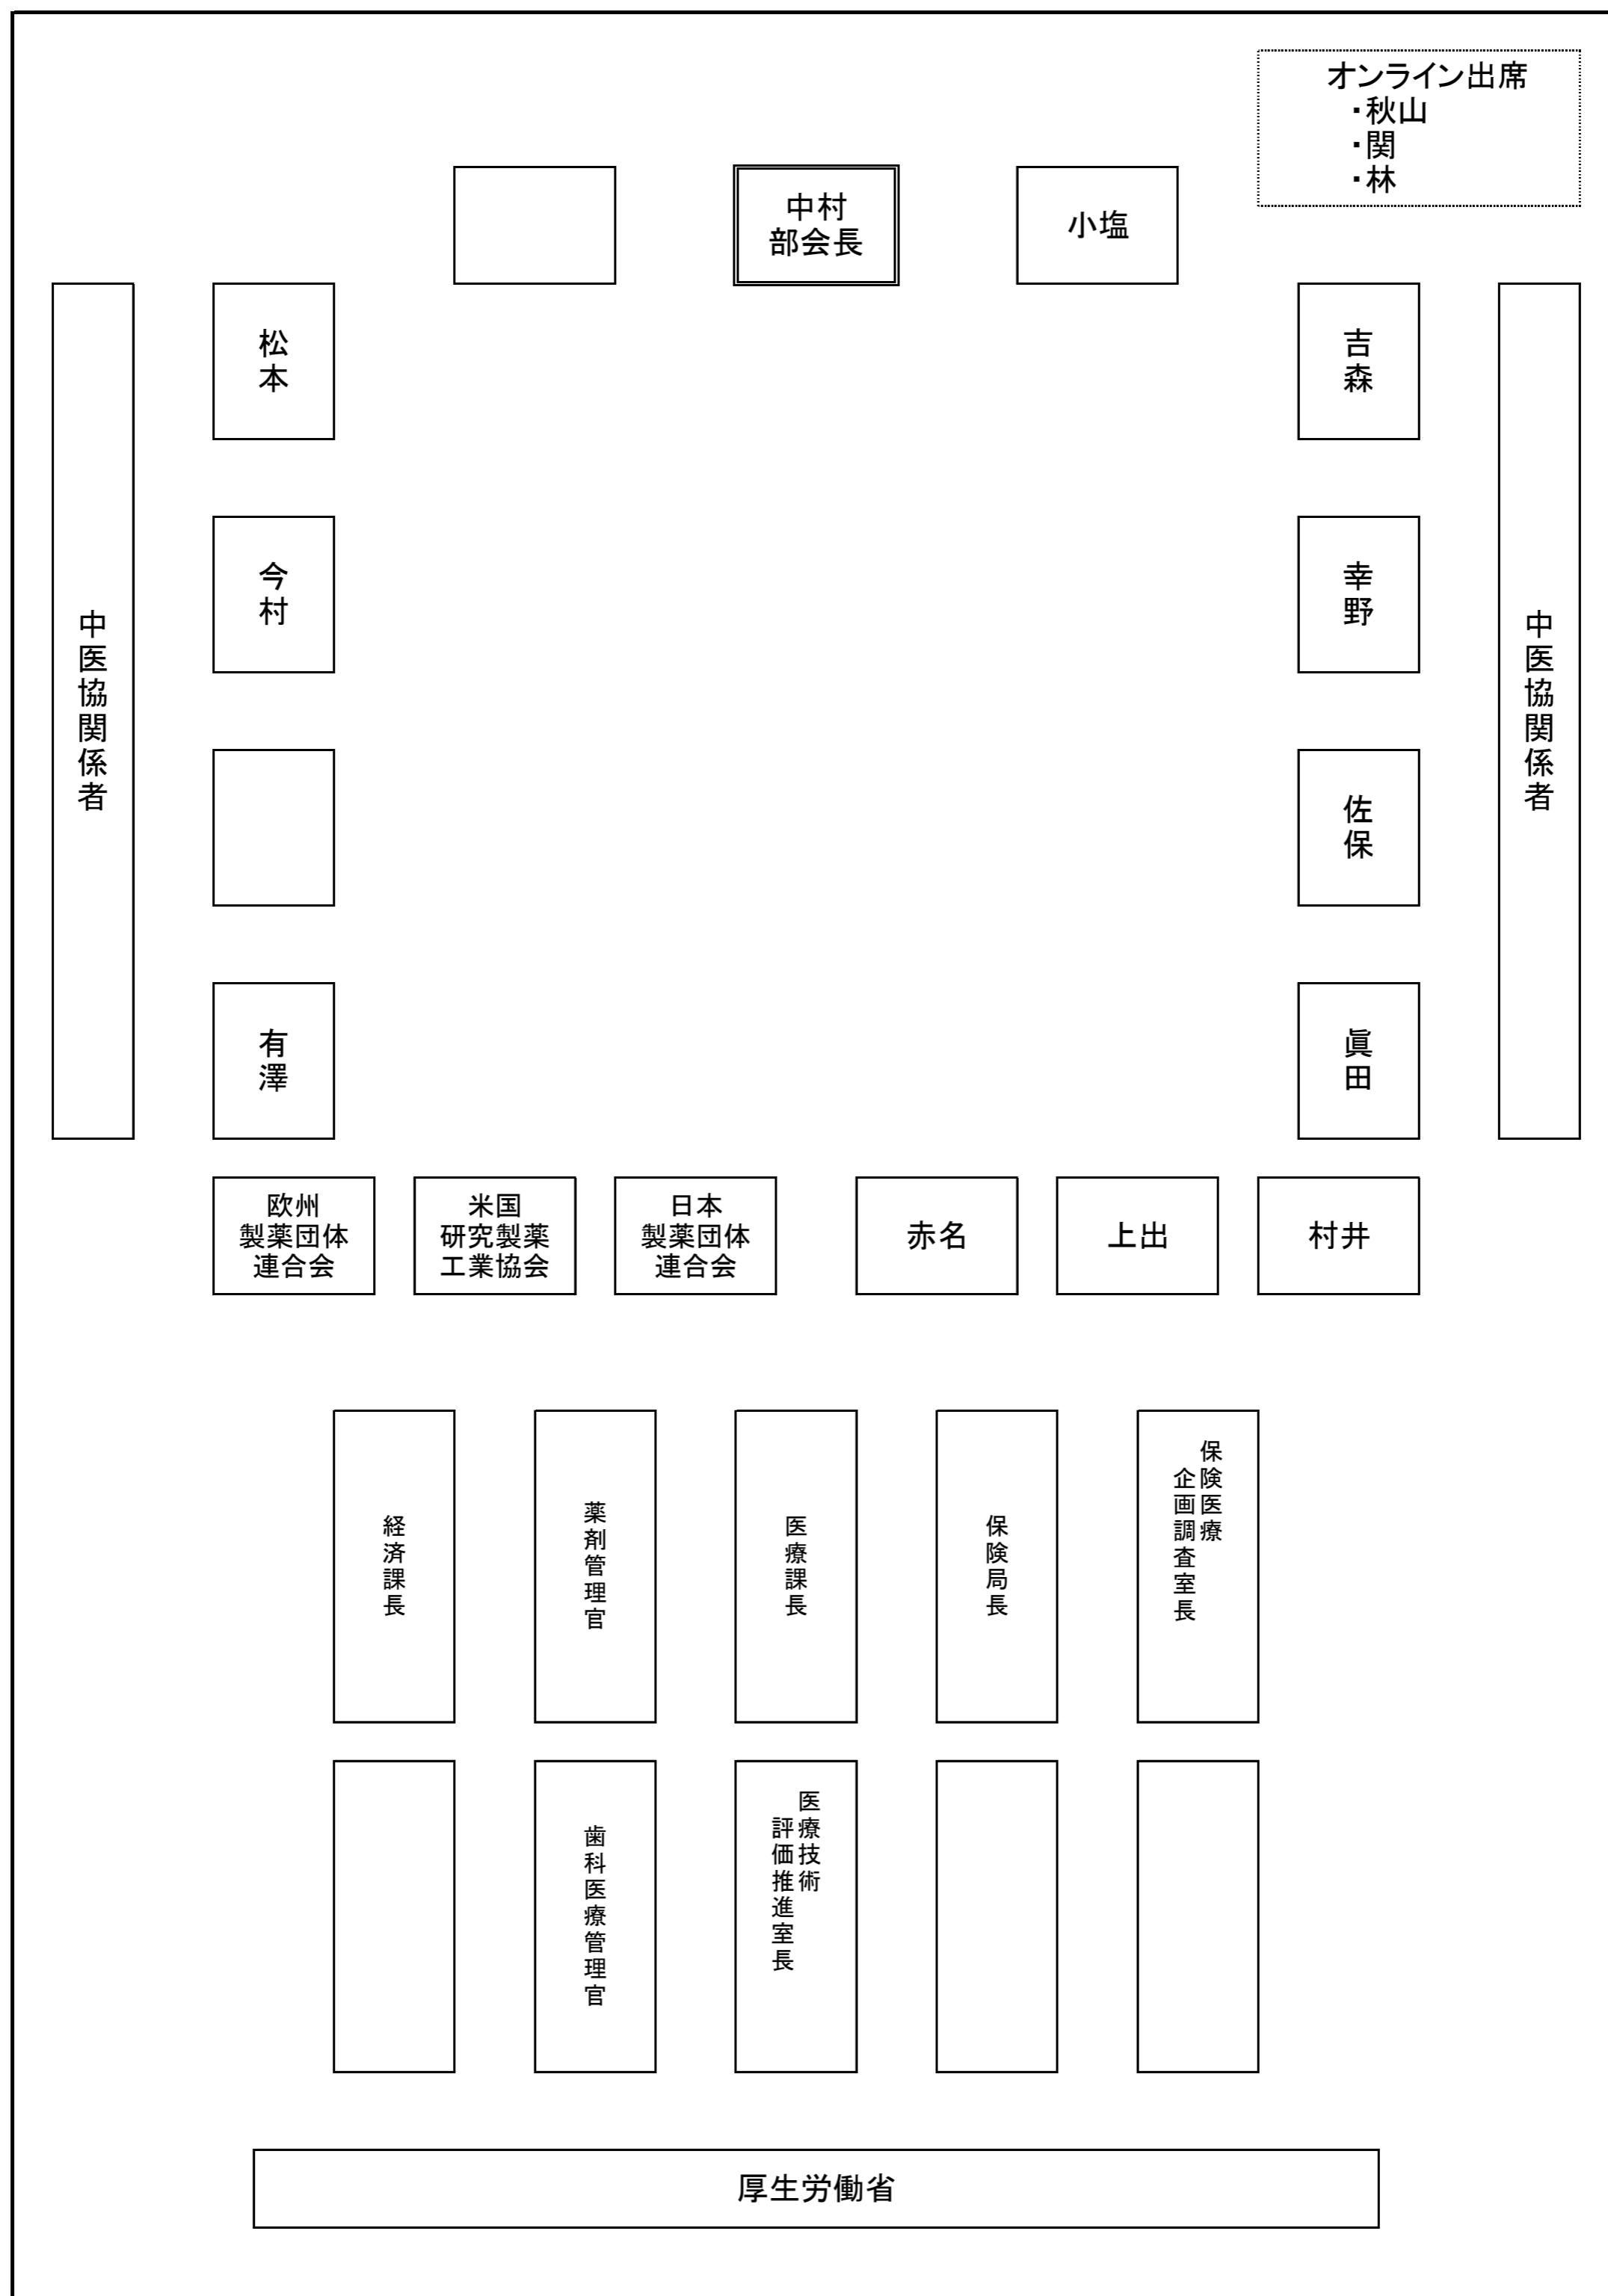 オンライン出席
・秋山
・関
・林
中村
部会長
小塩
松本
吉森
中医協関係者
今村
幸野
中医協関係者
佐保
有澤
眞田
欧州
製薬団体
連合会
米国
研究製薬
工業協会
日本
製薬団体
連合会
赤名
上出
村井
経済課長
薬剤管理官
医療課長
保険局長
保険医療
企画調査室長
歯科医療管理官
医療技術
評価推進室長
厚生労働省